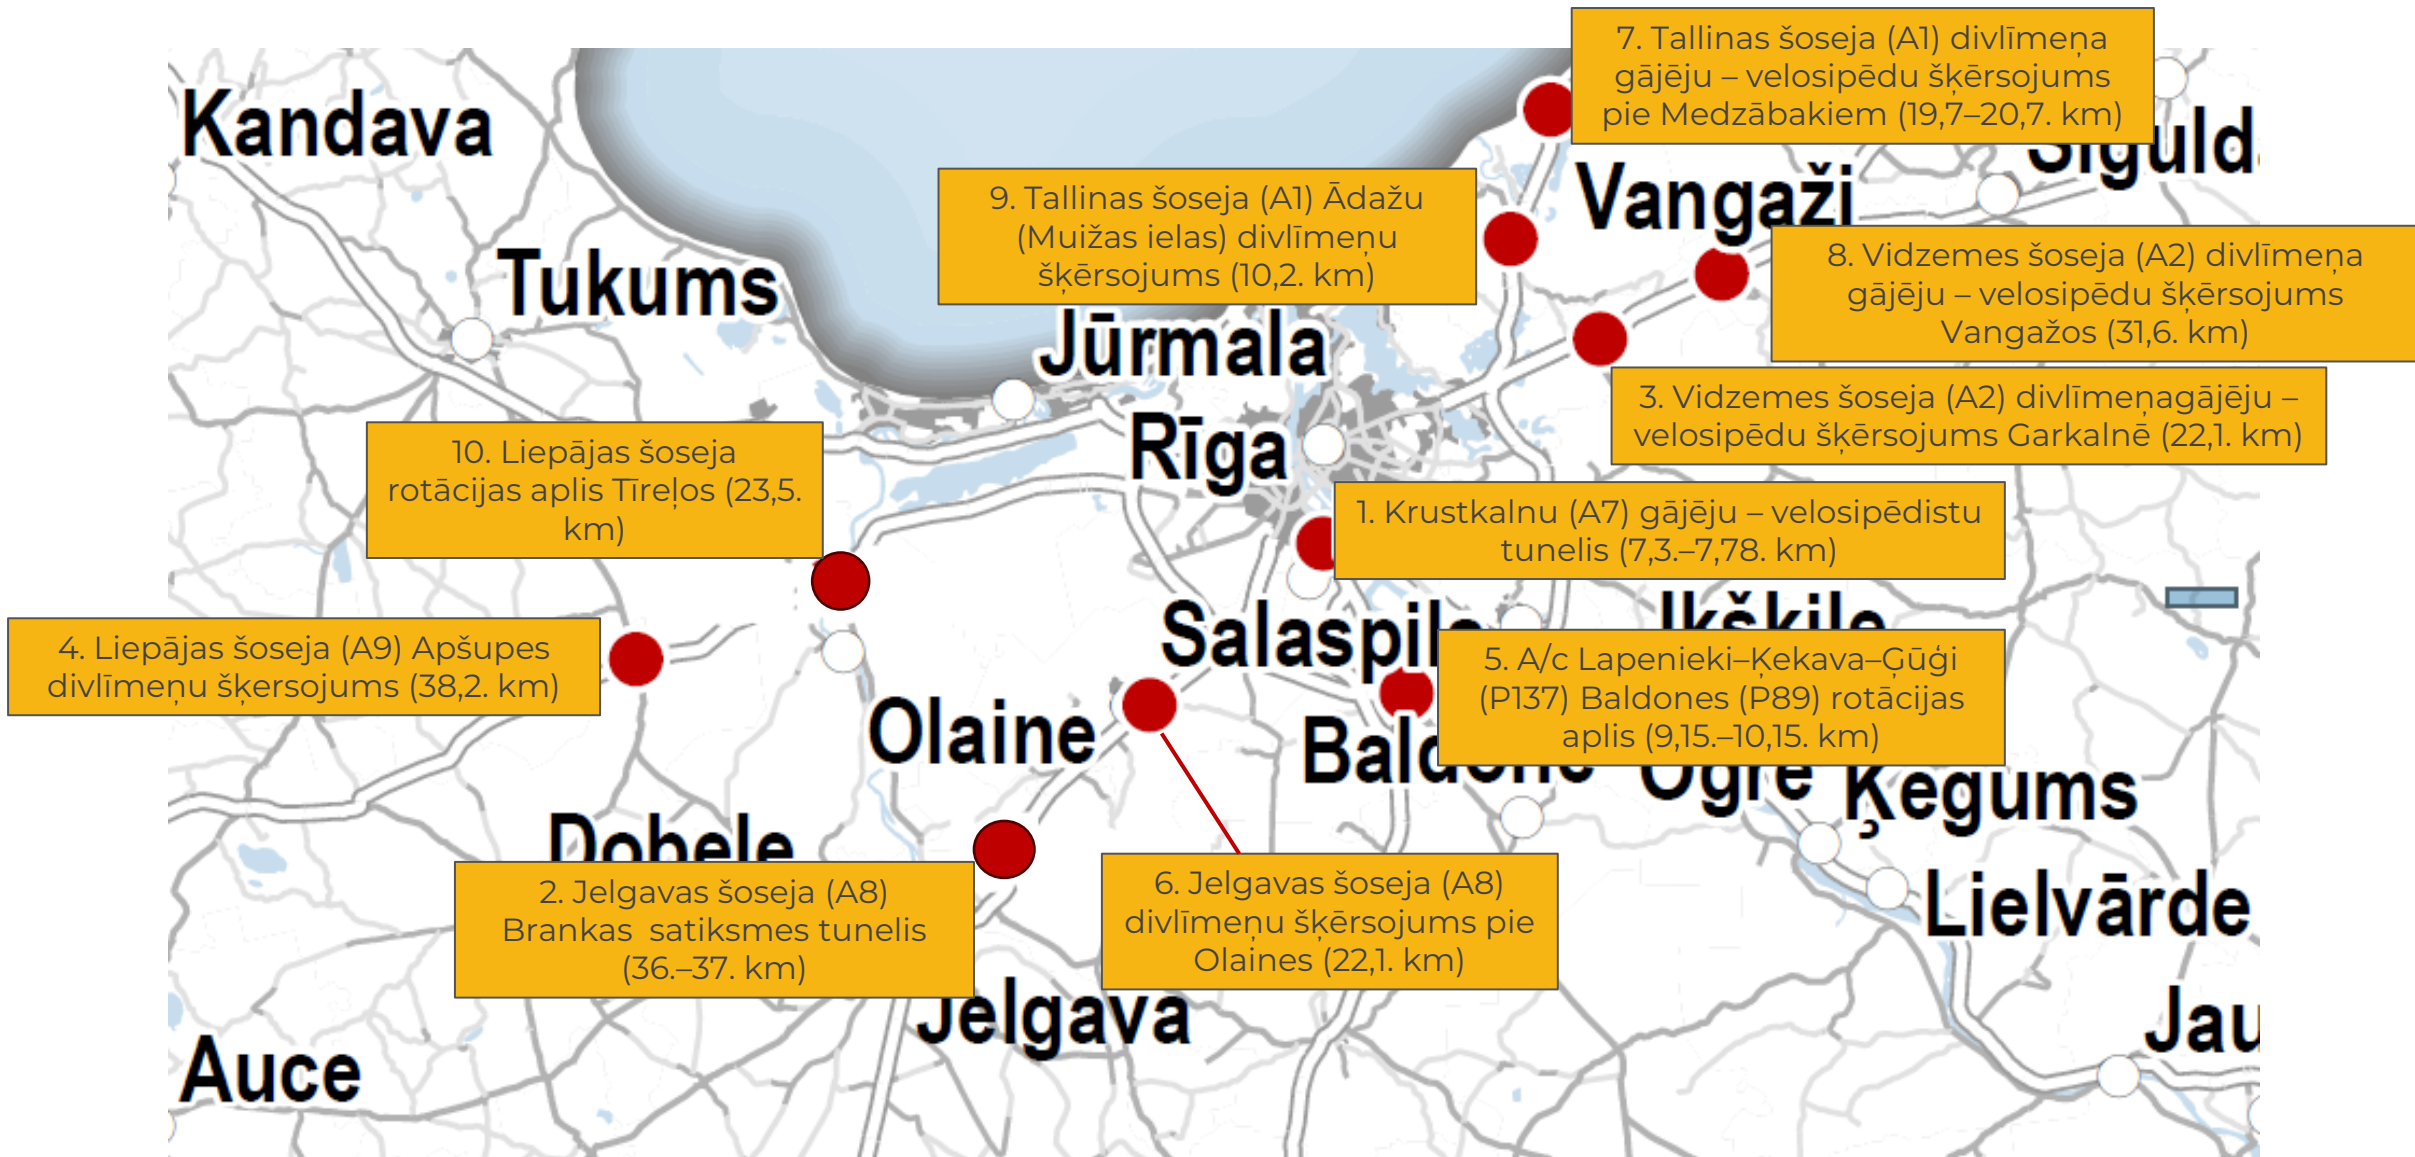 7. Tallinas šoseja (A1) divlīmeņa
gājēju – velosipēdu šķērsojums
pie Medzābakiem (19,7–20,7. km)
Kandava
Vangaži
9. Tallinas šoseja (A1) Ādažu
(Muižas ielas) divlīmeņu
šķērsojums (10,2. km)
8. Vidzemes šoseja (A2) divlīmeņa
gājēju – velosipēdu šķērsojums
Vangažos (31,6. km)
Tukums
Jūrmala
3. Vidzemes šoseja (A2) divlīmeņagājēju –
velosipēdu šķērsojums Garkalnē (22,1. km)
Rīga
10. Liepājas šoseja
rotācijas aplis Tīreļos (23,5.
km)
1. Krustkalnu (A7) gājēju – velosipēdistu
tunelis (7,3.–7,78. km)
Ikšķile
4. Liepājas šoseja (A9) Apšupes
divlīmeņu šķersojums (38,2. km)
5. A/c Lapenieki–Ķekava–Ģūģi
(P137) Baldones (P89) rotācijas
aplis (9,15.–10,15. km)
Olaine
Baldone
Ogre
Ķegums
Dobele
2. Jelgavas šoseja (A8)
Brankas satiksmes tunelis
(36.–37. km)
6. Jelgavas šoseja (A8)
divlīmeņu šķērsojums pie
Olaines (22,1. km)
Lielvārde
Jelgava
Jau
Auce